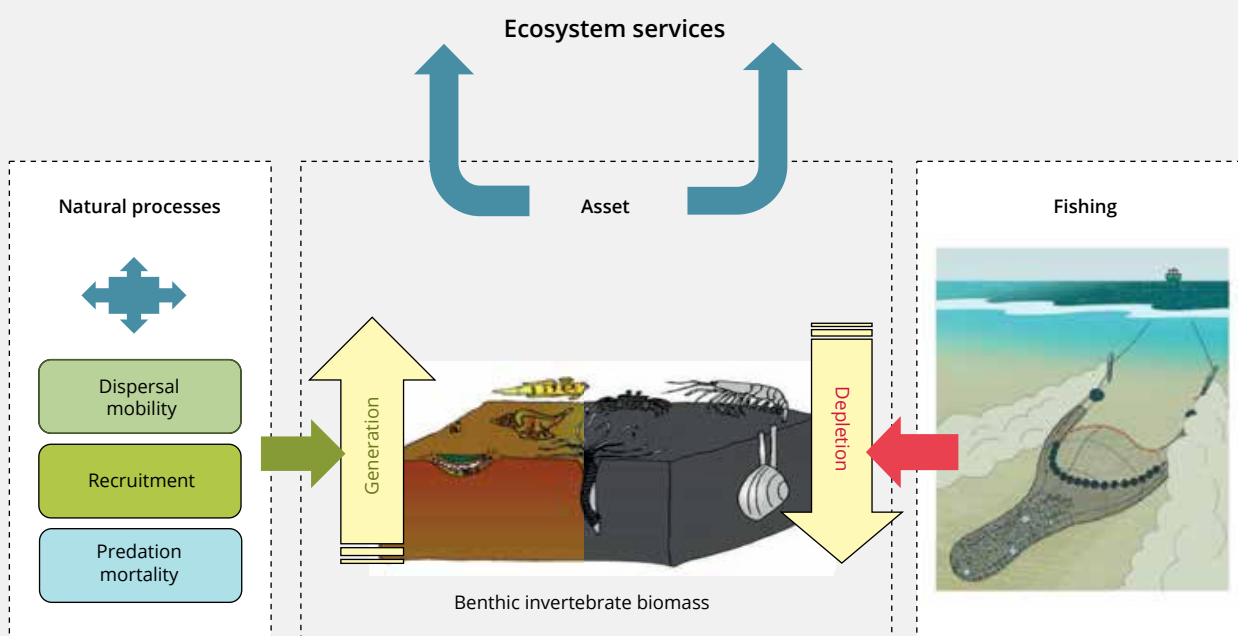 Ecosystem services
Natural processes
Asset
Fishing
Dispersal
mobility
Recruitment
Predation
mortality
Generation
Depletion
Benthic invertebrate biomass